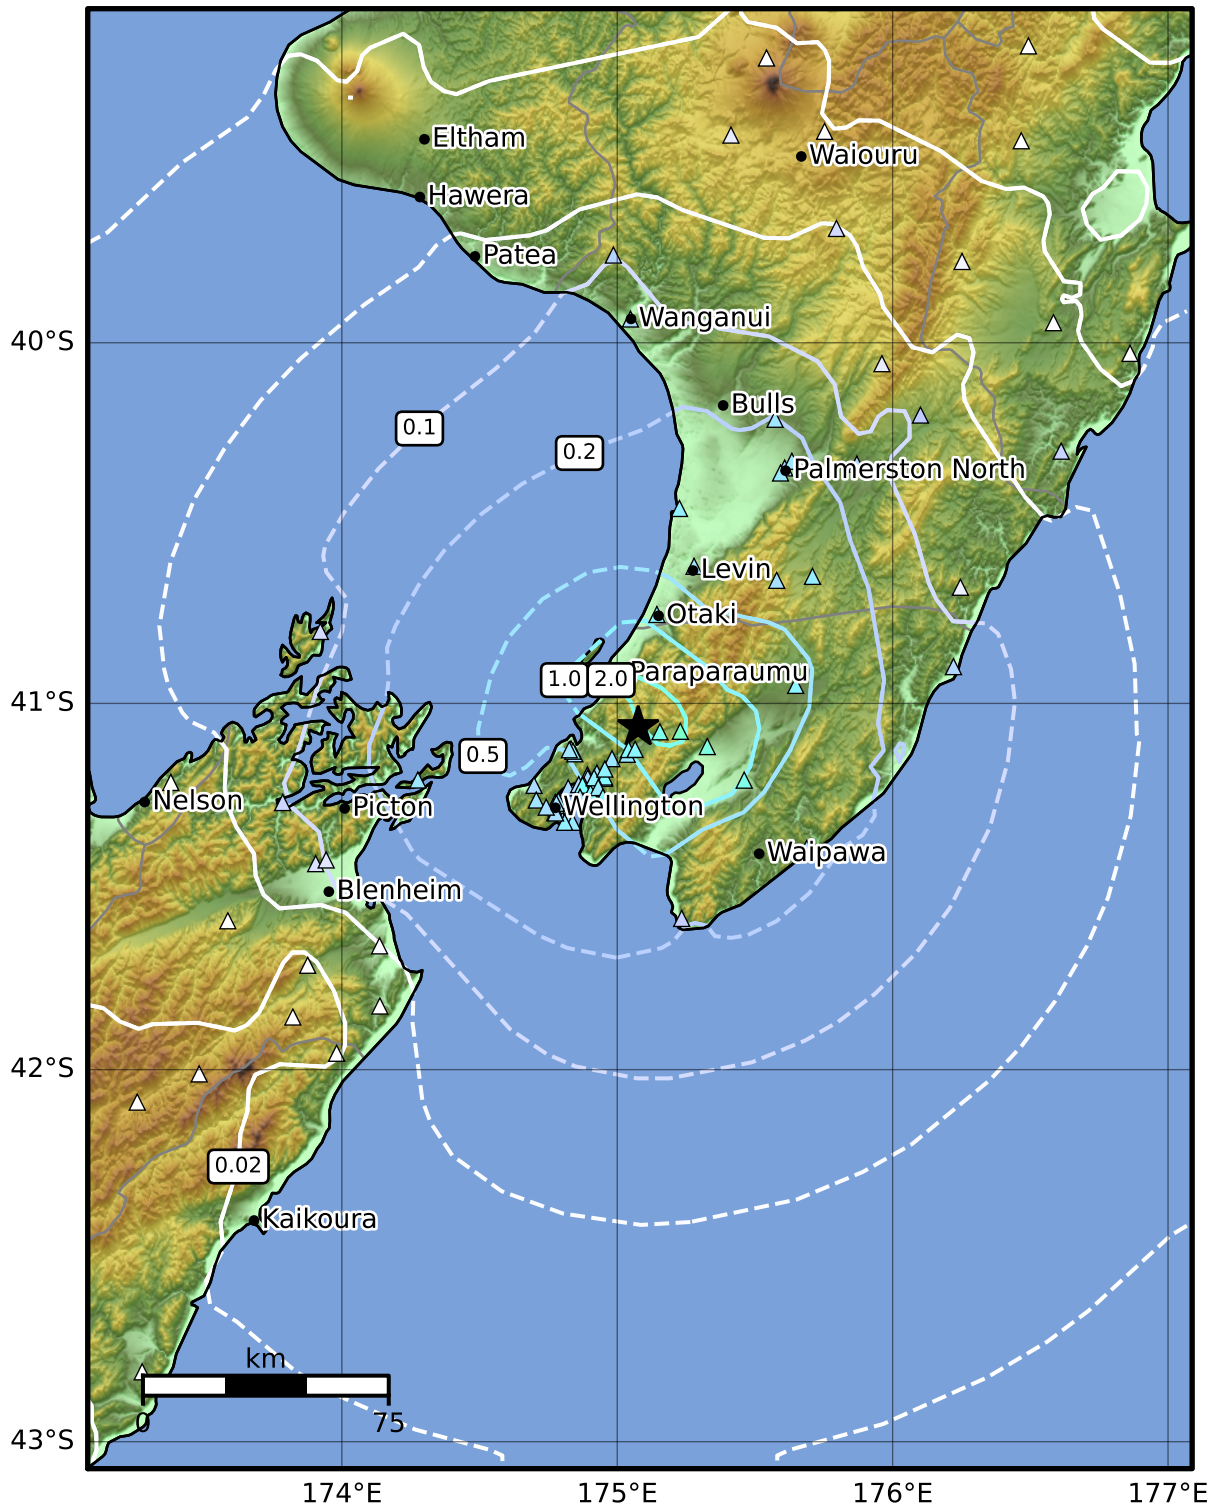 Eltham
Waiouru
Hawera
Patea
Wanganui
40°S
Bulls
0.1
0.2
Palmerston North
Levin
Otaki
Paraparaumu
1.0
2.0
41°S
0.5
Nelson
Picton
Wellington
Waipawa
Blenheim
42°S
0.02
Kaikoura
km
0
75
43°S
174°E
175°E
176°E
177°E